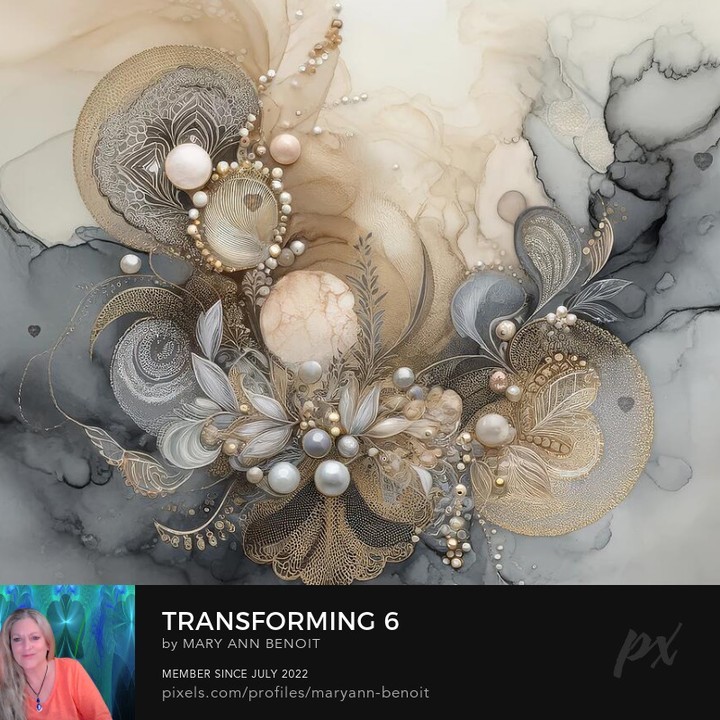 TRANSFORMING 6
by MARY ANN BENOIT
MEMBER SINCE JULY 2022
pixels.com/profiles/maryann-benoit
px